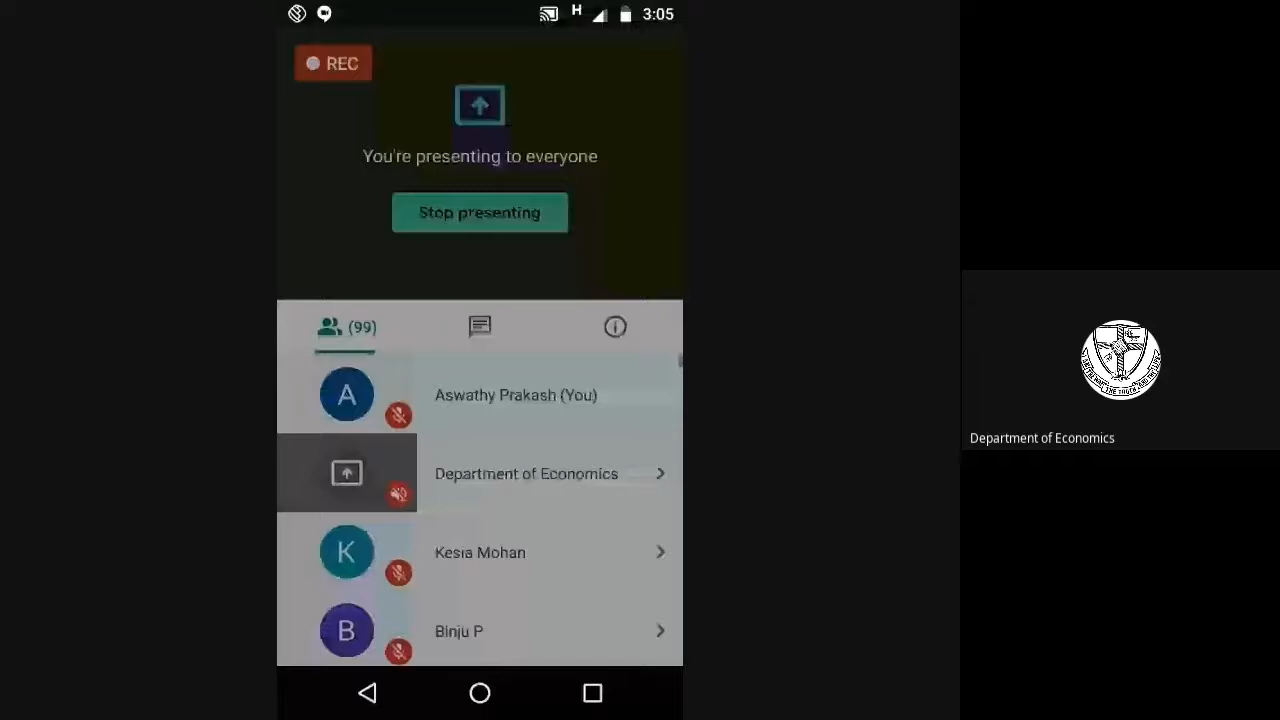 H 3:05
REC
You're presenting to everyone
Stop presenting
(99)
A Aswathy Prakash (You)
Department of Economics
K Kesia Mohan
B Binju P
Department of Economics